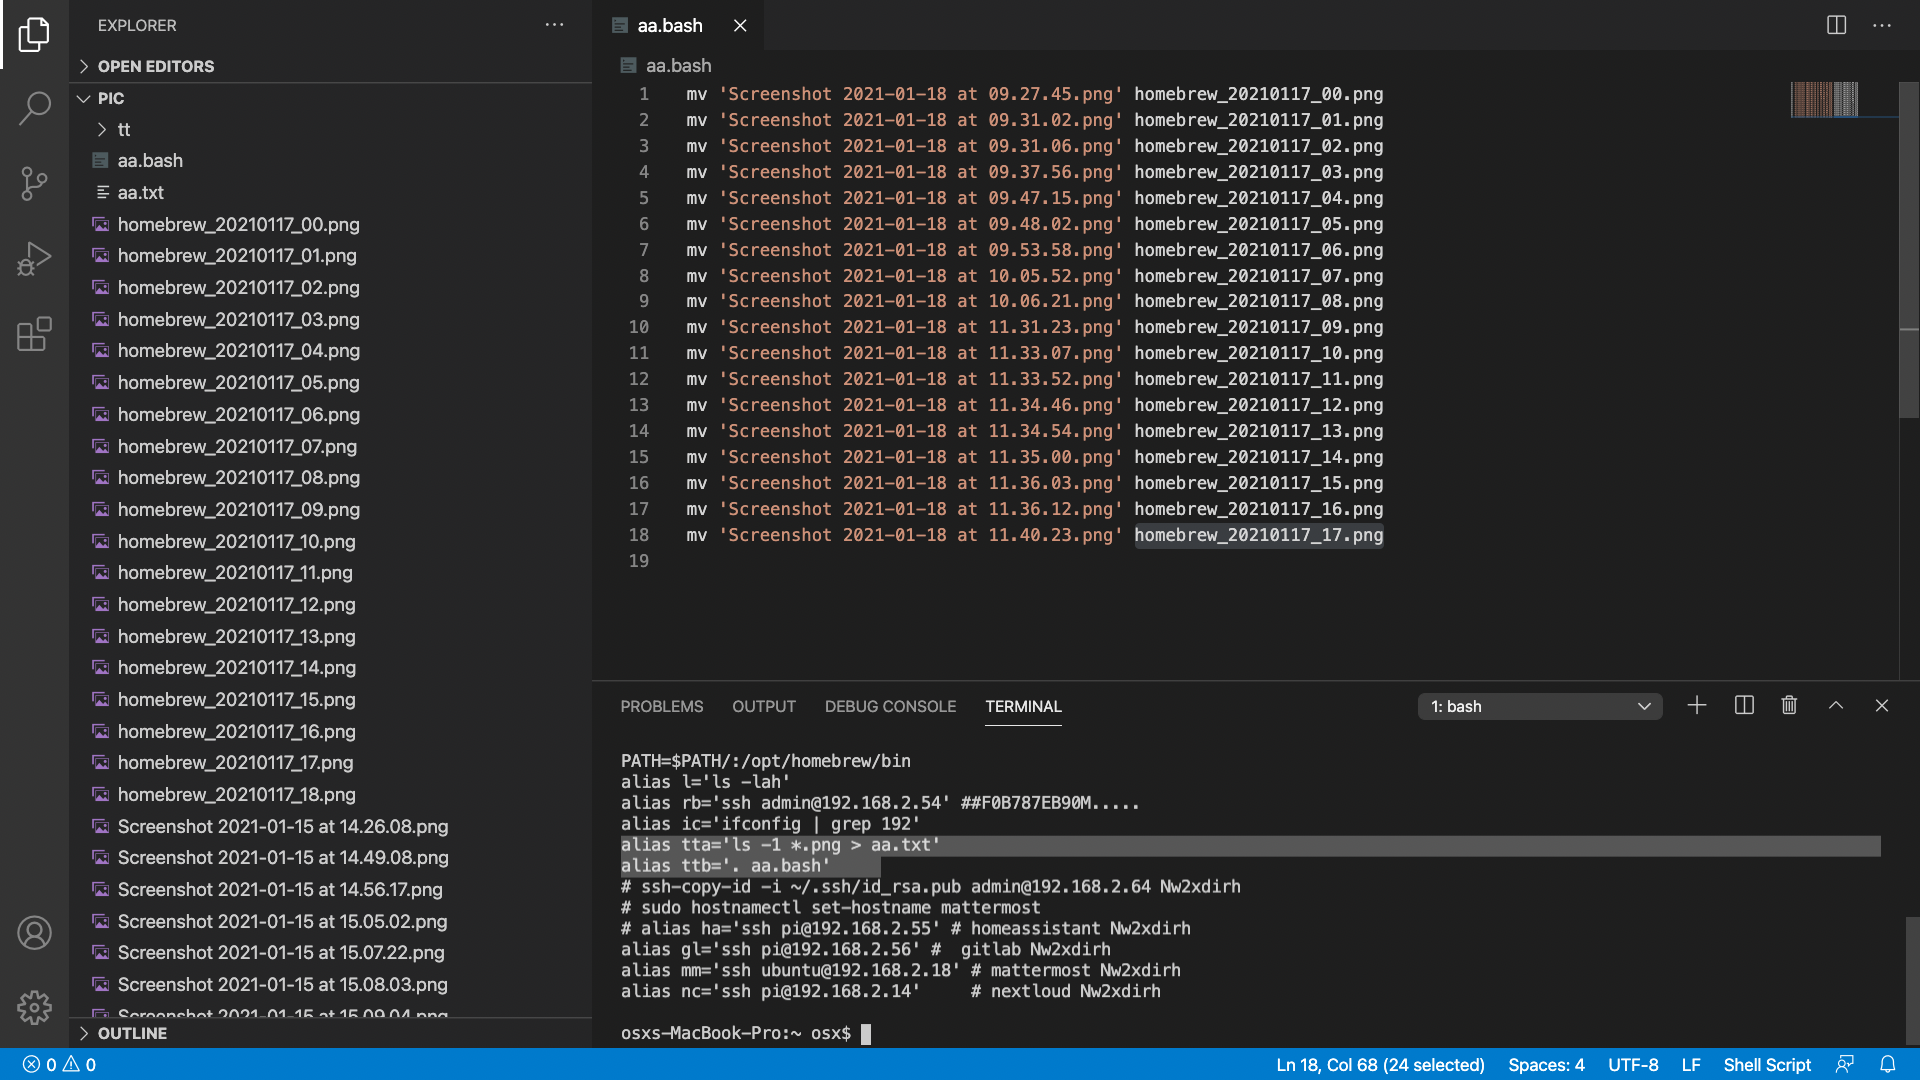 EXPLORER
OPEN EDITORS
PIC
tt
aa.bash
aa.txt
homebrew_20210117_00.png
homebrew_20210117_01.png
homebrew_20210117_02.png
homebrew_20210117_03.png
homebrew_20210117_04.png
homebrew_20210117_05.png
homebrew_20210117_06.png
homebrew_20210117_07.png
homebrew_20210117_08.png
homebrew_20210117_09.png
homebrew_20210117_10.png
homebrew_20210117_11.png
homebrew_20210117_12.png
homebrew_20210117_13.png
homebrew_20210117_14.png
homebrew_20210117_15.png
homebrew_20210117_16.png
homebrew_20210117_17.png
homebrew_20210117_18.png
Screenshot 2021-01-15 at 14.26.08.png
Screenshot 2021-01-15 at 14.49.08.png
Screenshot 2021-01-15 at 14.56.17.png
Screenshot 2021-01-15 at 15.05.02.png
Screenshot 2021-01-15 at 15.07.22.png
Screenshot 2021-01-15 at 15.08.03.png
Screenshot 2021-01-15 at 15.09.04.png
OUTLINE
aa.bash
aa.bash
1 mv 'Screenshot 2021-01-18 at 09.27.45.png' homebrew_20210117_00.png
2 mv 'Screenshot 2021-01-18 at 09.31.02.png' homebrew_20210117_01.png
3 mv 'Screenshot 2021-01-18 at 09.31.06.png' homebrew_20210117_02.png
4 mv 'Screenshot 2021-01-18 at 09.37.56.png' homebrew_20210117_03.png
5 mv 'Screenshot 2021-01-18 at 09.47.15.png' homebrew_20210117_04.png
6 mv 'Screenshot 2021-01-18 at 09.48.02.png' homebrew_20210117_05.png
7 mv 'Screenshot 2021-01-18 at 09.53.58.png' homebrew_20210117_06.png
8 mv 'Screenshot 2021-01-18 at 10.05.52.png' homebrew_20210117_07.png
9 mv 'Screenshot 2021-01-18 at 10.06.21.png' homebrew_20210117_08.png
10 mv 'Screenshot 2021-01-18 at 11.31.23.png' homebrew_20210117_09.png
11 mv 'Screenshot 2021-01-18 at 11.33.07.png' homebrew_20210117_10.png
12 mv 'Screenshot 2021-01-18 at 11.33.52.png' homebrew_20210117_11.png
13 mv 'Screenshot 2021-01-18 at 11.34.46.png' homebrew_20210117_12.png
14 mv 'Screenshot 2021-01-18 at 11.34.54.png' homebrew_20210117_13.png
15 mv 'Screenshot 2021-01-18 at 11.35.00.png' homebrew_20210117_14.png
16 mv 'Screenshot 2021-01-18 at 11.36.03.png' homebrew_20210117_15.png
17 mv 'Screenshot 2021-01-18 at 11.36.12.png' homebrew_20210117_16.png
18 mv 'Screenshot 2021-01-18 at 11.40.23.png' homebrew_20210117_17.png
19
PROBLEMS OUTPUT DEBUG CONSOLE TERMINAL 1: bash
PATH=$PATH/:/opt/homebrew/bin
alias l='ls -lah'
alias rb='ssh admin@192.168.2.54' ##F0B787EB90M.....
alias ic='ifconfig | grep 192'
alias tta='ls -1 *.png > aa.txt'
alias ttb='. aa.bash'
# ssh-copy-id -i ~/.ssh/id_rsa.pub admin@192.168.2.64 Nw2xdirh
# sudo hostnamectl set-hostname mattermost
# alias ha='ssh pi@192.168.2.55' # homeassistant Nw2xdirh
alias gl='ssh pi@192.168.2.56' #  gitlab Nw2xdirh
alias mm='ssh ubuntu@192.168.2.18' # mattermost Nw2xdirh
alias nc='ssh pi@192.168.2.14'     # nextloud Nw2xdirh
osxs-MacBook-Pro:~ osx$
0 0 Ln 18, Col 68 (24 selected) Spaces: 4 UTF-8 LF Shell Script